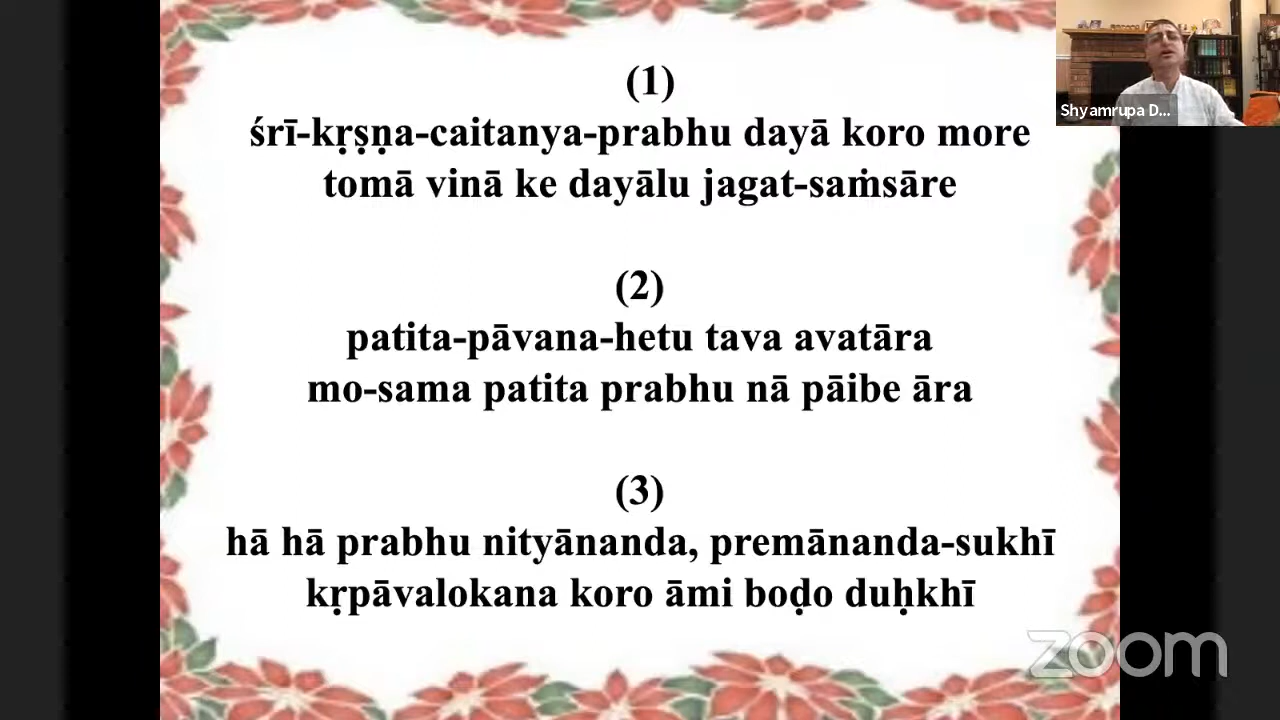 Shyamrupa D...
(1)
śrī-kṛṣṇa-caitanya-prabhu dayā koro more
tomā vinā ke dayālu jagat-saṁsāre
(2)
patita-pāvana-hetu tava avatāra
mo-sama patita prabhu nā pāibe āra
(3)
hā hā prabhu nityānanda, premānanda-sukhī
kṛpāvalokana koro āmi boḍo duḥkhī
zoom